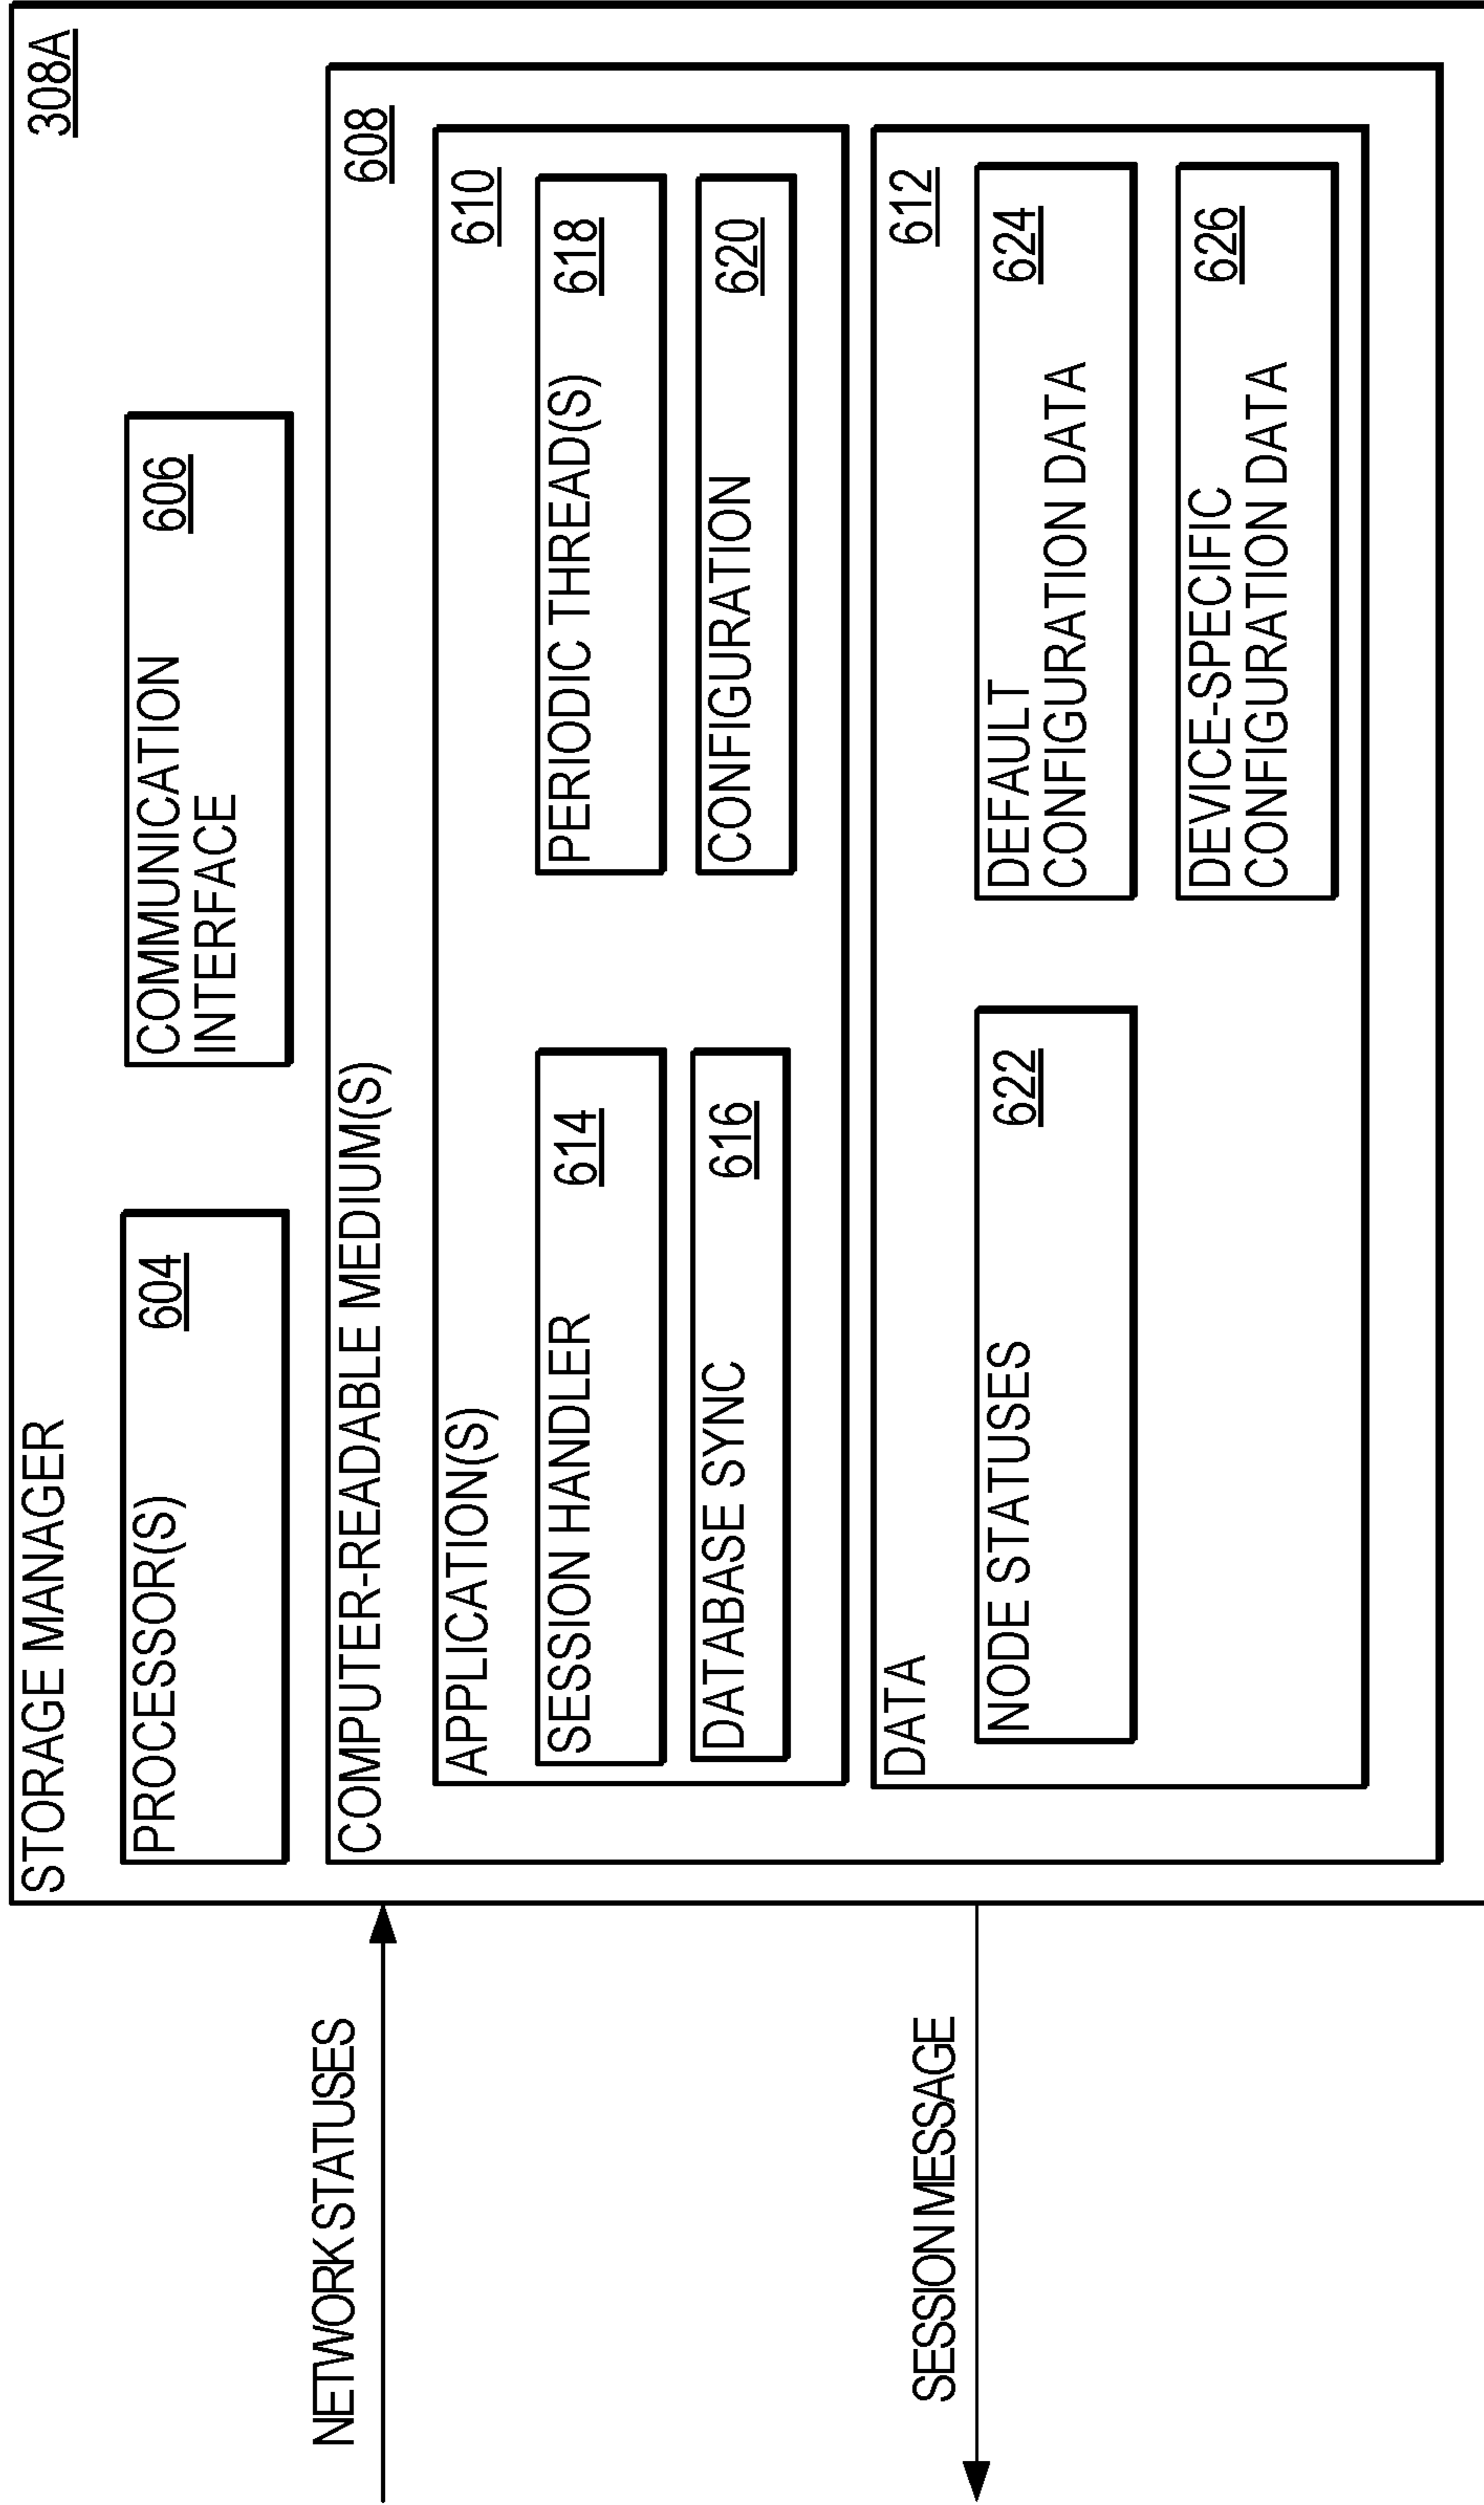 STORAGE MANAGER 308A
PROCESSOR(S) 604
COMMUNICATION
INTERFACE 606
COMPUTER-READABLE MEDIUM(S) 608
APPLICATION(S) 610
SESSION HANDLER 614
PERIODIC THREAD(S) 618
DATABASE SYNC 616
CONFIGURATION 620
DATA 612
NODE STATUSES 622
DEFAULT
CONFIGURATION DATA 624
DEVICE-SPECIFIC
CONFIGURATION DATA 626
NETWORK STATUSES
SESSION MESSAGE